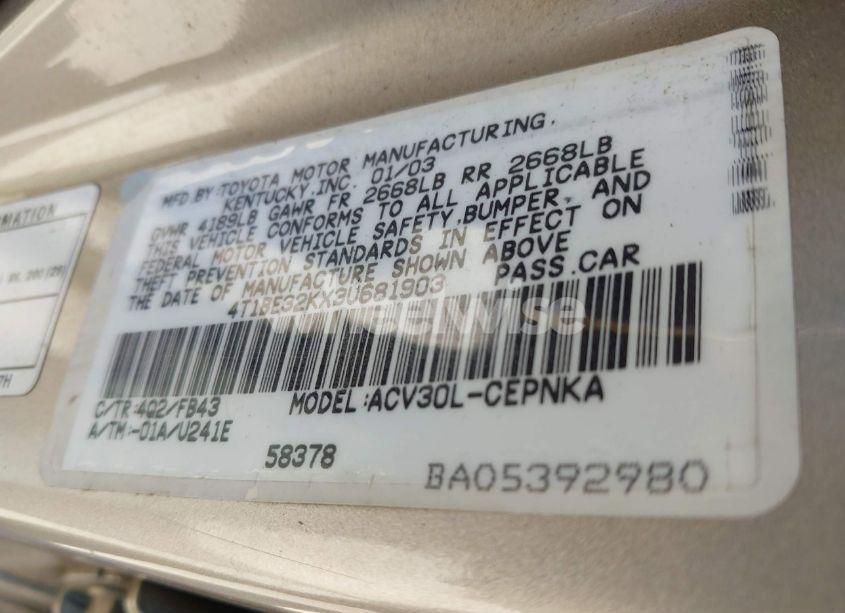 RMATION
7H
MFD.BY:TOYOTA MOTOR MANUFACTURING.
KENTUCKY.INC. 01/03
GVWR 4189LB GAWR FR 2668LB RR 2668LB
THIS VEHICLE CONFORMS TO ALL APPLICABLE
FEDERAL MOTOR VEHICLE SAFETY,BUMPER, AND
THEFT PREVENTION STANDARDS IN EFFECT ON
THE DATE OF MANUFACTURE SHOWN ABOVE
4T1BE32KX3U681903 PASS.CAR
C/TR:4Q2/FB43 MODEL:ACV30L-CEPNKA
A/TM:-01A/U241E
58378 BA05392980